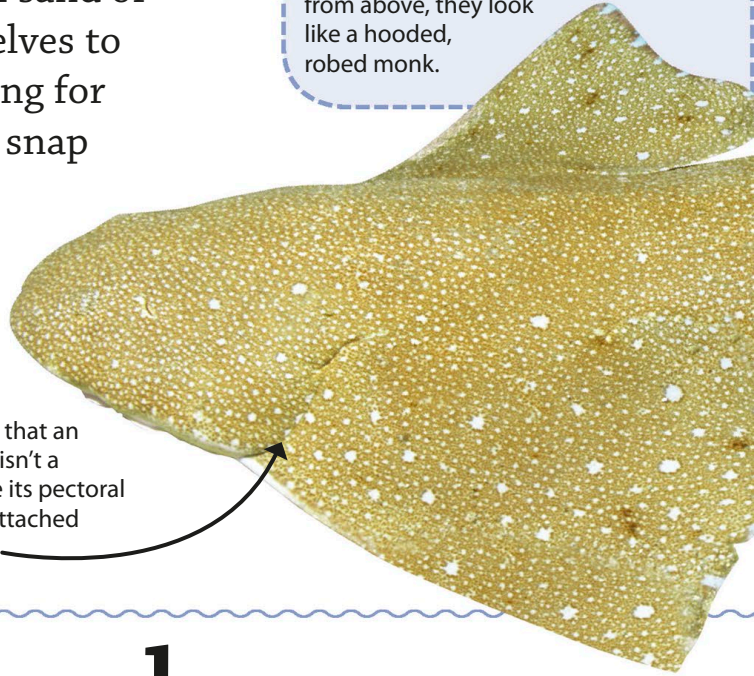 sand
elves to
ng for
snap
from above, they look
like a hooded,
robed monk.
that an
isn't a
e its pectoral
ttached